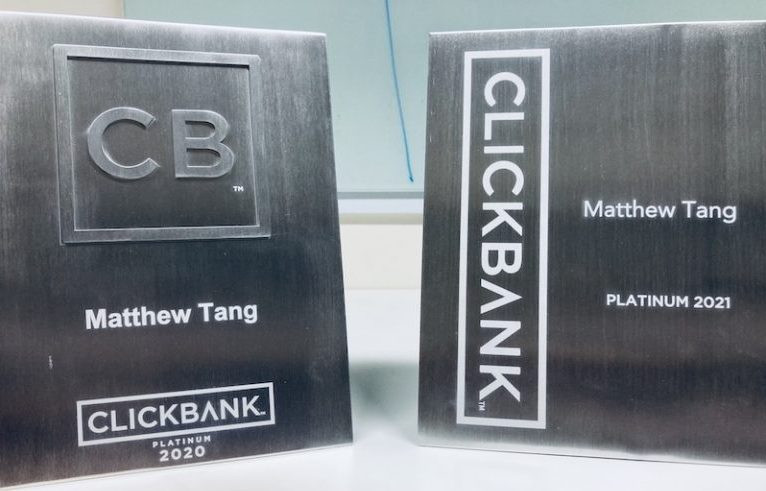 CB
TM
Matthew Tang
CLICKBANK
TM
PLATINUM
2020
CLICKBANK
TM
Matthew Tang
PLATINUM 2021